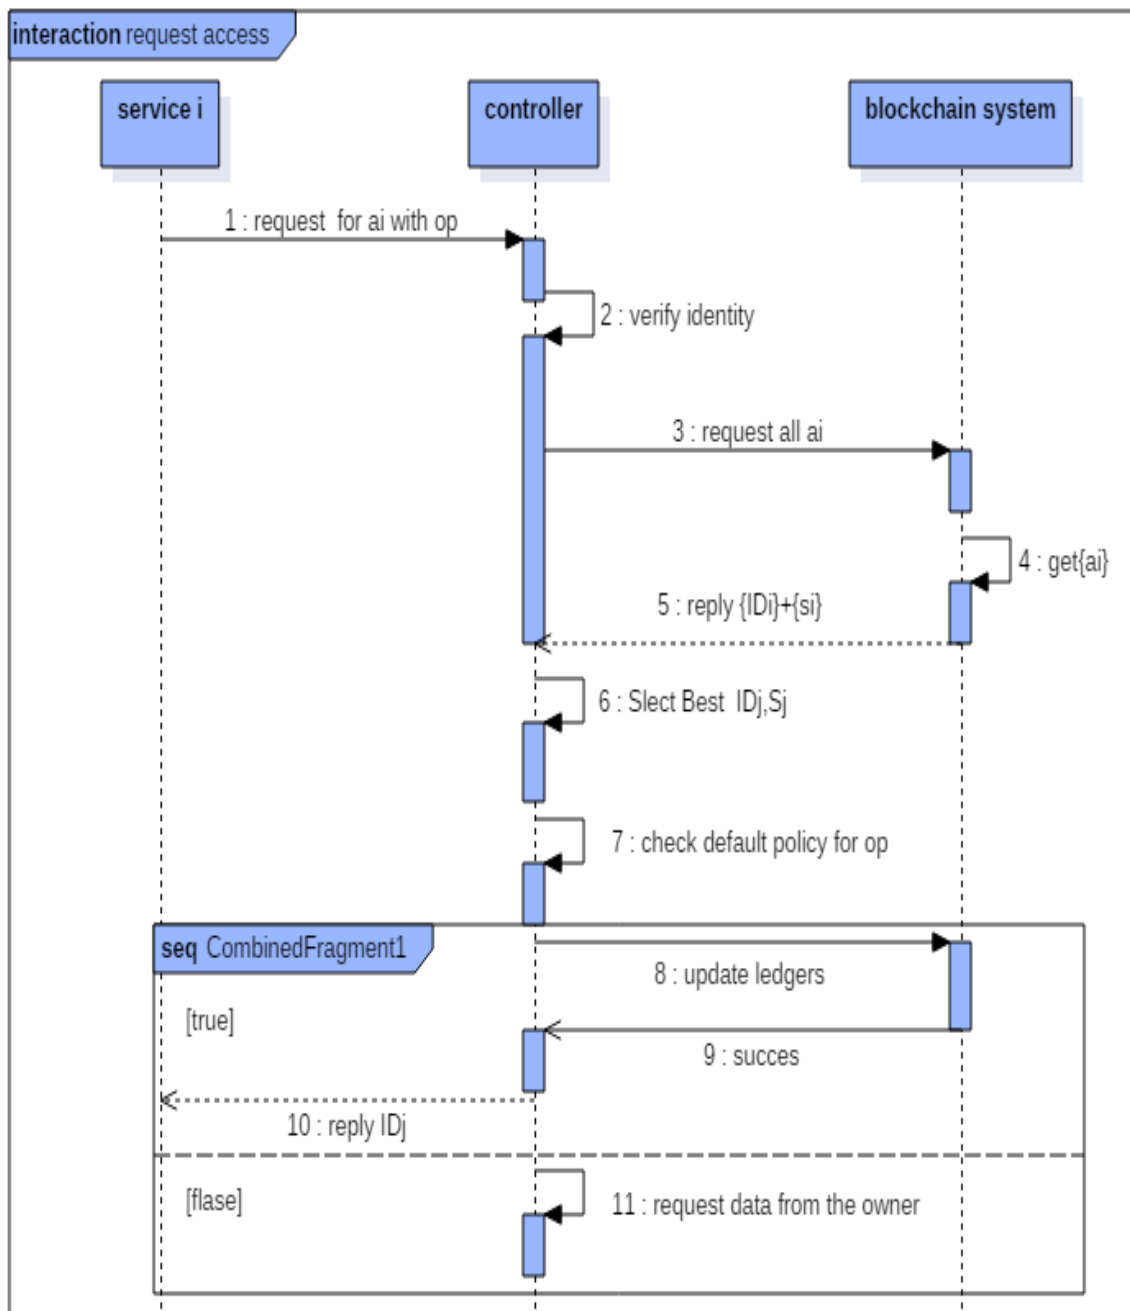 interaction request access
service i
controller
blockchain system
1 : request for ai with op
2 : verify identity
3 : request all ai
4 : get{ai}
5 : reply {IDi}+{si}
6 : Slect Best IDj,Sj
7 : check default policy for op
seq CombinedFragment1
8 : update ledgers
[true]
9 : succes
10 : reply IDj
[flase]
11 : request data from the owner